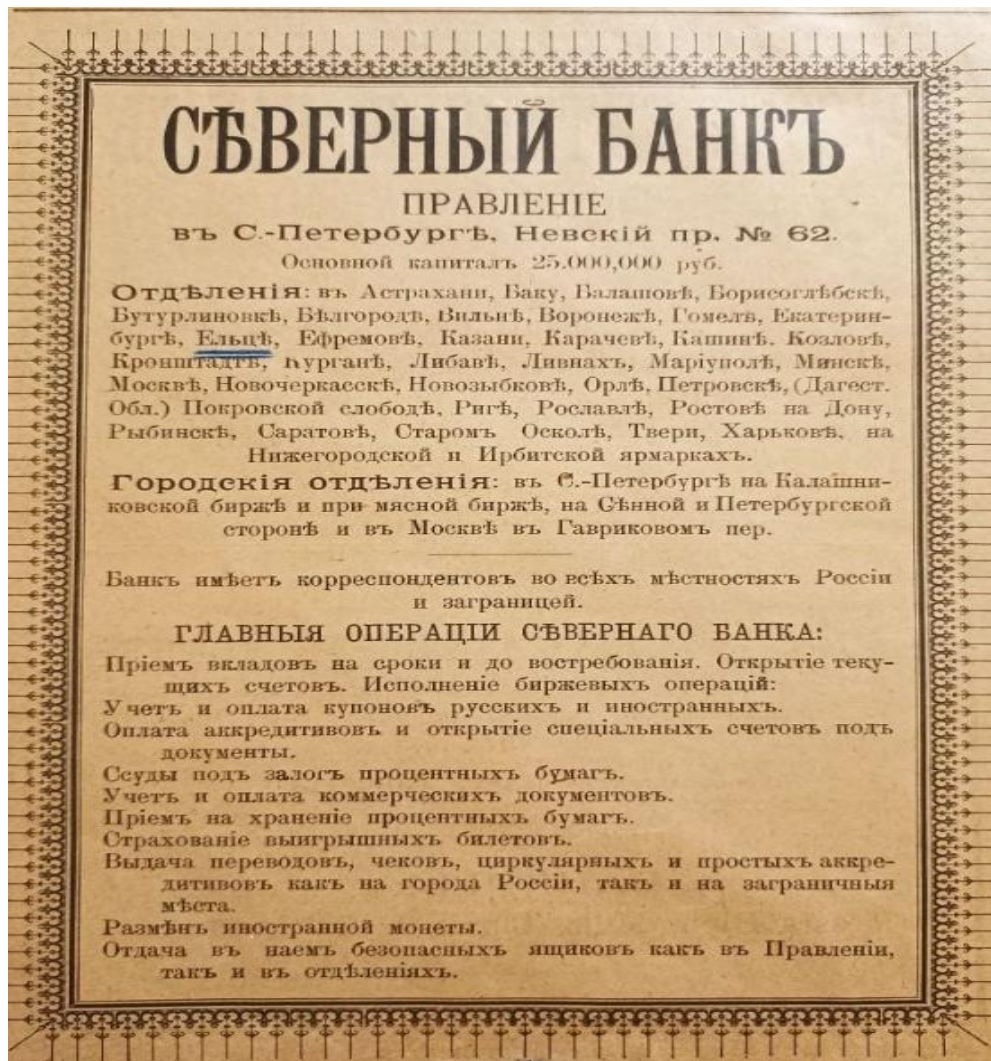 СѢВЕРНЫЙ БАНКЪ
ПРАВЛЕНІЕ
въ С.-Петербургѣ, Невскій пр. № 62.
Основной капиталъ 25.000,000 руб.
Отдѣленія: въ Астрахани, Баку, Балашовѣ, Борисоглѣбскѣ,
Бутурлиновкѣ, Бѣлгородѣ, Вильнѣ, Воронежѣ, Гомелѣ, Екатерин-
бургѣ, Ельцѣ, Ефремовѣ, Казани, Карачевѣ, Кашинѣ. Козловѣ,
Кронштадтѣ, Курганѣ, Либавѣ, Ливнахъ, Маріуполѣ, Минскѣ,
Москвѣ, Новочеркасскѣ, Новозыбковѣ, Орлѣ, Петровскѣ, (Дагест.
Обл.) Покровской слободѣ, Ригѣ, Рославлѣ, Ростовѣ на Дону,
Рыбинскѣ, Саратовѣ, Старомъ Осколѣ, Твери, Харьковѣ, на
Нижегородской и Ирбитской ярмаркахъ.
Городскія отдѣленія: въ С.-Петербургѣ на Калашни-
ковской биржѣ и при мясной биржѣ, на Сѣнной и Петербургской
сторонѣ и въ Москвѣ въ Гавриковомъ пер.
Банкъ имѣетъ корреспондентовъ во всѣхъ мѣстностяхъ Россіи
и заграницей.
ГЛАВНЫЯ ОПЕРАЦІИ СѢВЕРНАГО БАНКА:
Пріемъ вкладовъ на сроки и до востребованія. Открытіе теку-
щихъ счетовъ. Исполненіе биржевыхъ операцій:
Учетъ и оплата купоновъ русскихъ и иностранныхъ.
Оплата аккредитивовъ и открытіе спеціальныхъ счетовъ подъ
документы.
Ссуды подъ залогъ процентныхъ бумагъ.
Учетъ и оплата коммерческихъ документовъ.
Пріемъ на храненіе процентныхъ бумагъ.
Страхованіе выигрышныхъ билетовъ.
Выдача переводовъ, чековъ, циркулярныхъ и простыхъ аккре-
дитивовъ какъ на города Россіи, такъ и на заграничныя
мѣста.
Размѣнъ иностранной монеты.
Отдача въ наемъ безопасныхъ ящиковъ какъ въ Правленіи,
такъ и въ отдѣленіяхъ.